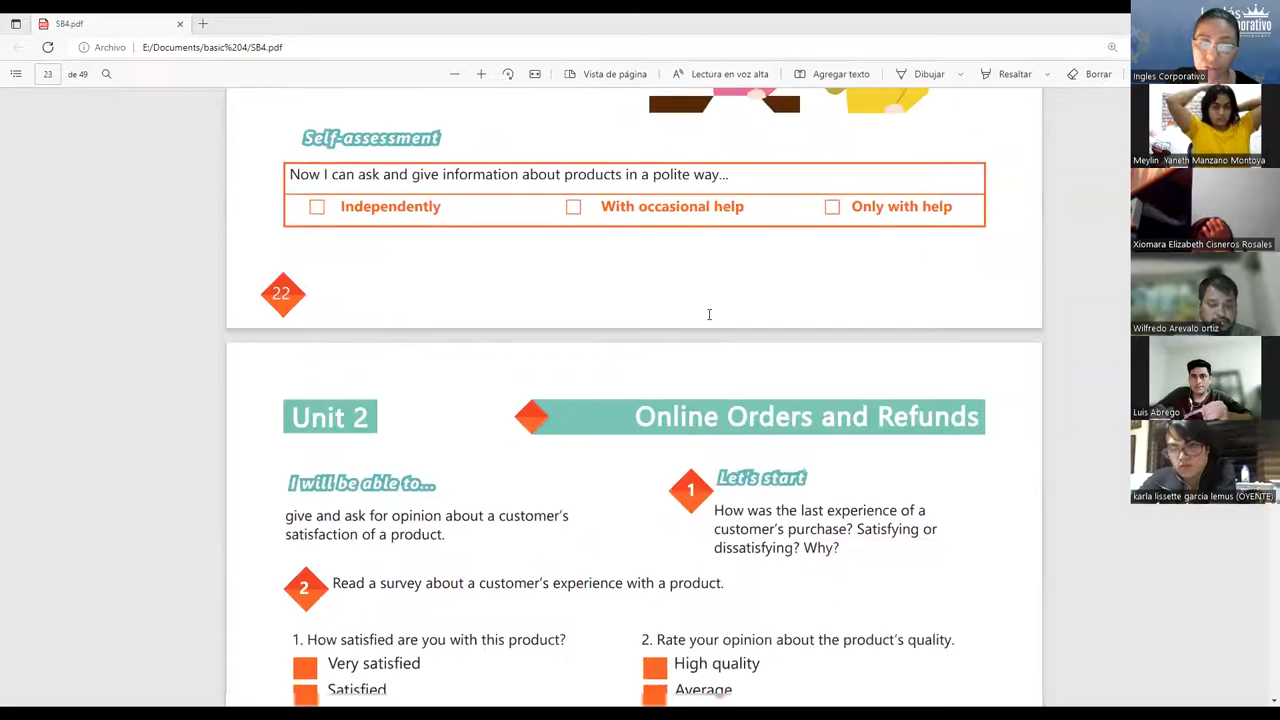 SB4.pdf
Archivo
E:/Documents/basic%204/SB4.pdf
23
de 49
Vista de página
Lectura en voz alta
Agregar texto
Dibujar
Resaltar
Borrar
Self-assessment
Now I can ask and give information about products in a polite way...
Independently
With occasional help
Only with help
22
Unit 2
Online Orders and Refunds
I will be able to...
give and ask for opinion about a customer's
satisfaction of a product.
1
Let's start
How was the last experience of a
customer's purchase? Satisfying or
dissatisfying? Why?
2
Read a survey about a customer's experience with a product.
1. How satisfied are you with this product?
Very satisfied
Satisfied
2. Rate your opinion about the product's quality.
High quality
Average
Ingles Corporativo
Meylin Yaneth Manzano Montoya
Xiomara Elizabeth Cisneros Rosales
Wilfredo Arevalo ortiz
Luis Abrego
karla lissette garcia lemus (OYENTE)